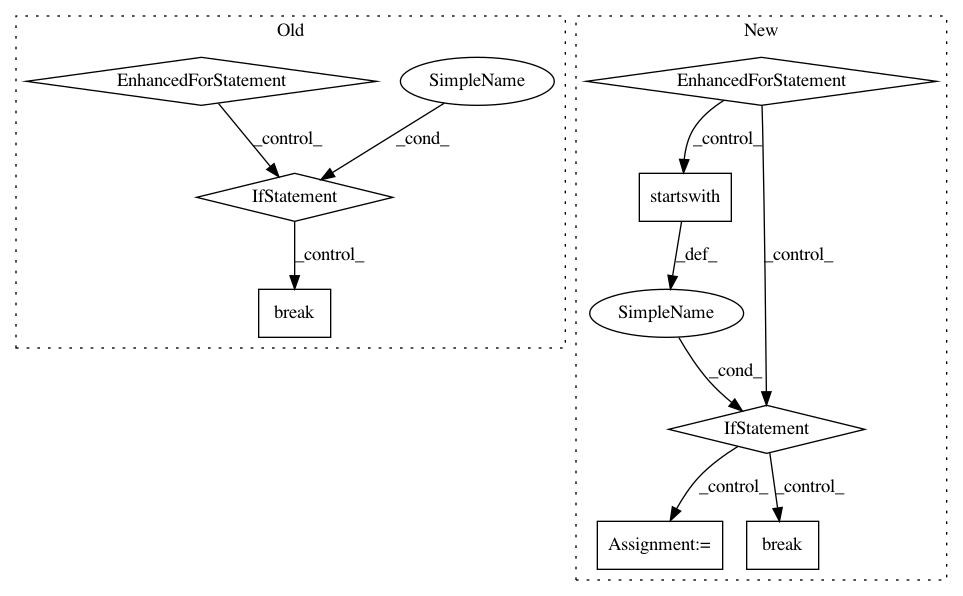 Old
New
EnhancedForStatement
SimpleName
EnhancedForStatement
_control_
_cond_
_control_
IfStatement
startswith
_control_
_def_
_control_
break
SimpleName
_cond_
IfStatement
_control_
_control_
Assignment:=
break